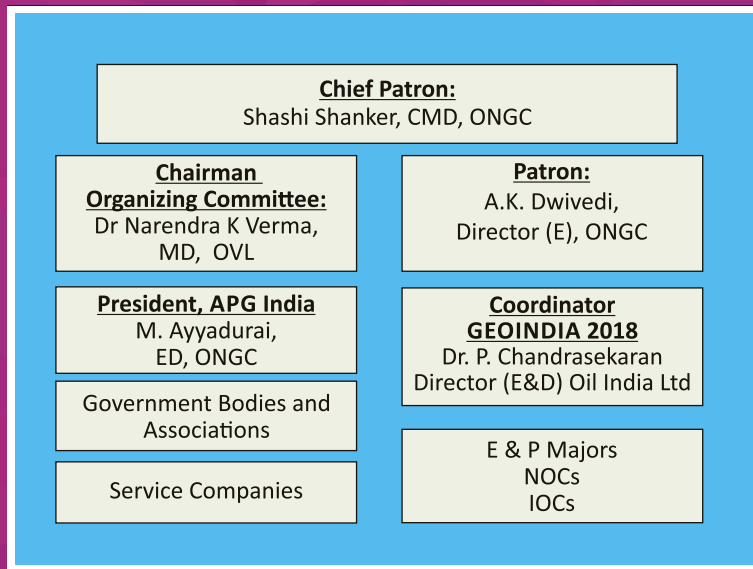 Chief Patron:
Shashi Shanker, CMD, ONGC
Chairman
Organizing Committee:
Dr Narendra K Verma,
MD, OVL
Patron:
A.K. Dwivedi,
Director (E), ONGC
President, APG India
M. Ayyadurai,
ED, ONGC
Coordinator
GEOINDIA 2018
Dr. P. Chandrasekaran
Director (E&D) Oil India Ltd
Government Bodies and
Associations
E & P Majors
NOCs
IOCs
Service Companies